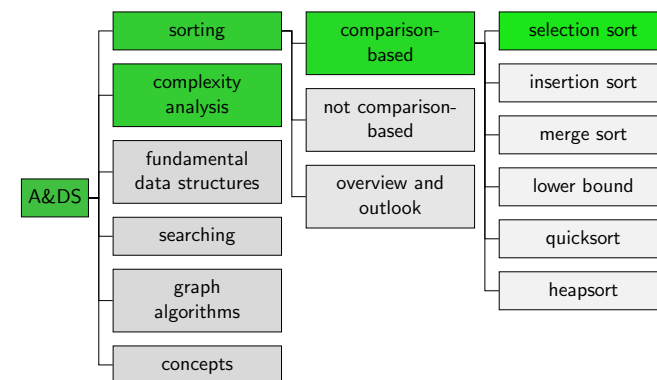 A&DS
sorting
complexity
analysis
fundamental
data structures
searching
graph
algorithms
concepts
comparison-
based
not comparison-
based
overview and
outlook
selection sort
insertion sort
merge sort
lower bound
quicksort
heapsort